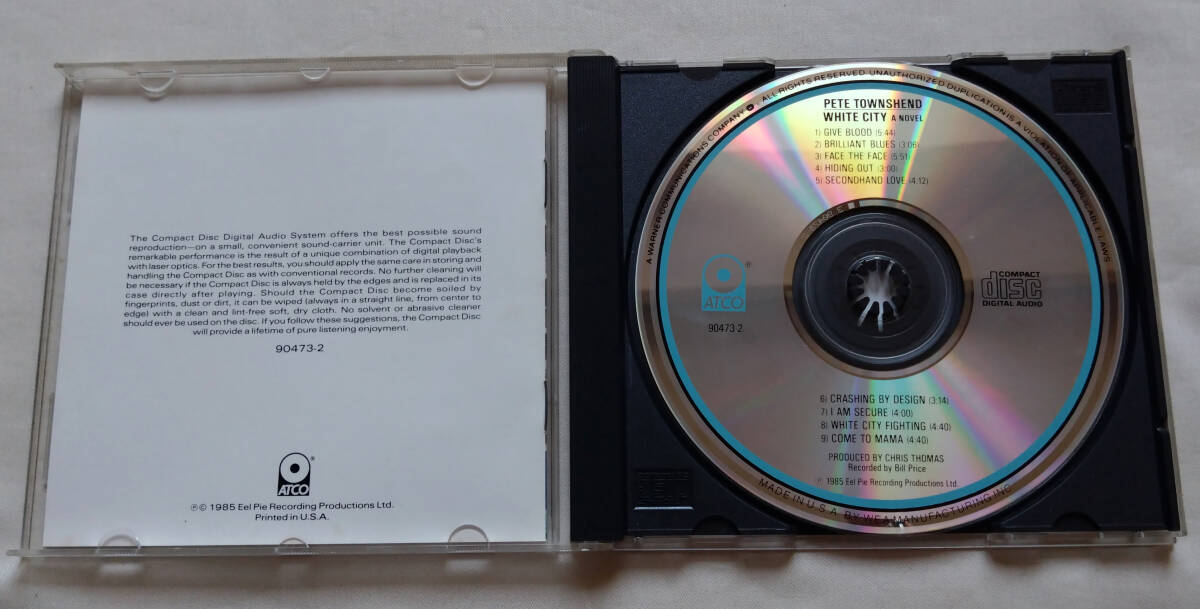 The Compact Disc Digital Audio System offers the best possible sound
reproduction—on a small, convenient sound-carrier unit. The Compact Disc's
remarkable performance is the result of a unique combination of digital playback
with laser optics. For the best results, you should apply the same care in storing and
handling the Compact Disc as with conventional records. No further cleaning will
be necessary if the Compact Disc is always held by the edges and is replaced in its
case directly after playing. Should the Compact Disc become soiled by
fingerprints, dust or dirt, it can be wiped (always in a straight line, from center to
edge) with a clean and lint-free soft, dry cloth. No solvent or abrasive cleaner
should ever be used on the disc. If you follow these suggestions, the Compact Disc
will provide a lifetime of pure listening enjoyment.
90473-2
ATCO®
℗© 1985 Eel Pie Recording Productions Ltd.
Printed in U.S.A.
A WARNER COMMUNICATIONS COMPANY. ALL RIGHTS RESERVED. UNAUTHORIZED DUPLICATION IS A VIOLATION OF APPLICABLE LAWS
PETE TOWNSHEND
WHITE CITY A NOVEL
1) GIVE BLOOD (5:44)
2) BRILLIANT BLUES (3:06)
3) FACE THE FACE (5:51)
4) HIDING OUT (3:00)
5) SECONDHAND LOVE (4:12)
ATCO®
90473-2
COMPACT
disc
DIGITAL AUDIO
6) CRASHING BY DESIGN (3:14)
7) I AM SECURE (4:00)
8) WHITE CITY FIGHTING (4:40)
9) COME TO MAMA (4:40)
PRODUCED BY CHRIS THOMAS
Recorded by Bill Price
℗ 1985 Eel Pie Recording Productions Ltd.
MADE IN U.S.A. BY WEA MANUFACTURING INC